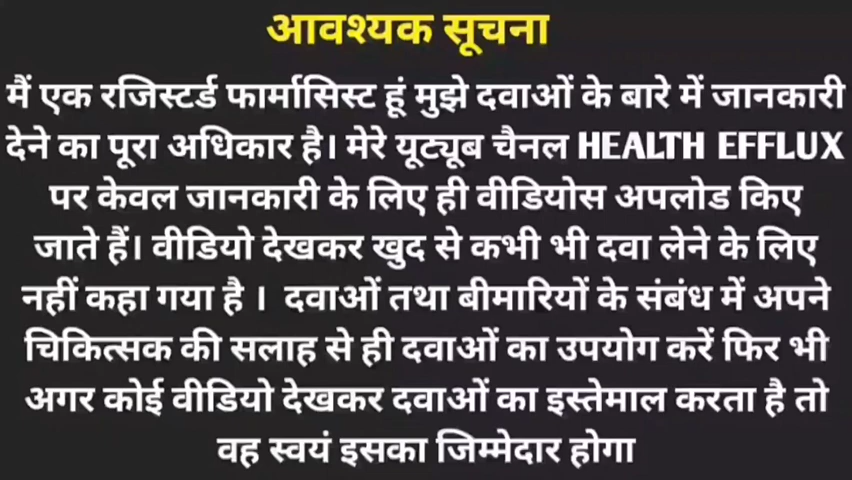 आवश्यक सूचना
मैं एक रजिस्टर्ड फार्मासिस्ट हूं मुझे दवाओं के बारे में जानकारी
देने का पूरा अधिकार है। मेरे यूट्यूब चैनल HEALTH EFFLUX
पर केवल जानकारी के लिए ही वीडियोस अपलोड किए
जाते हैं। वीडियो देखकर खुद से कभी भी दवा लेने के लिए
नहीं कहा गया है । दवाओं तथा बीमारियों के संबंध में अपने
चिकित्सक की सलाह से ही दवाओं का उपयोग करें फिर भी
अगर कोई वीडियो देखकर दवाओं का इस्तेमाल करता है तो
वह स्वयं इसका जिम्मेदार होगा